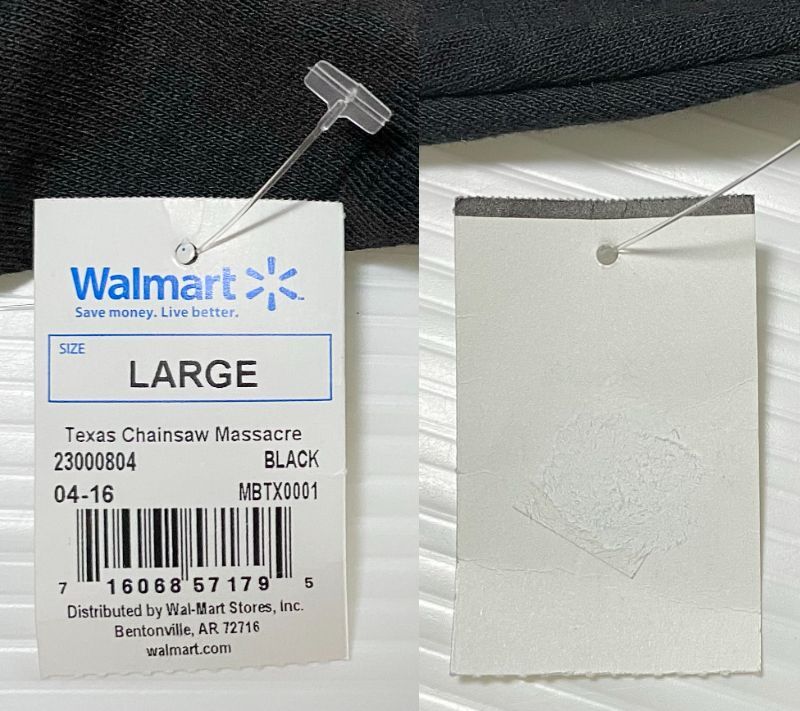 Walmart
Save money. Live better.
SIZE
LARGE
Texas Chainsaw Massacre
23000804 BLACK
04-16 MBTX0001
7 16068 57179 5
Distributed by Wal-Mart Stores, Inc.
Bentonville, AR 72716
walmart.com